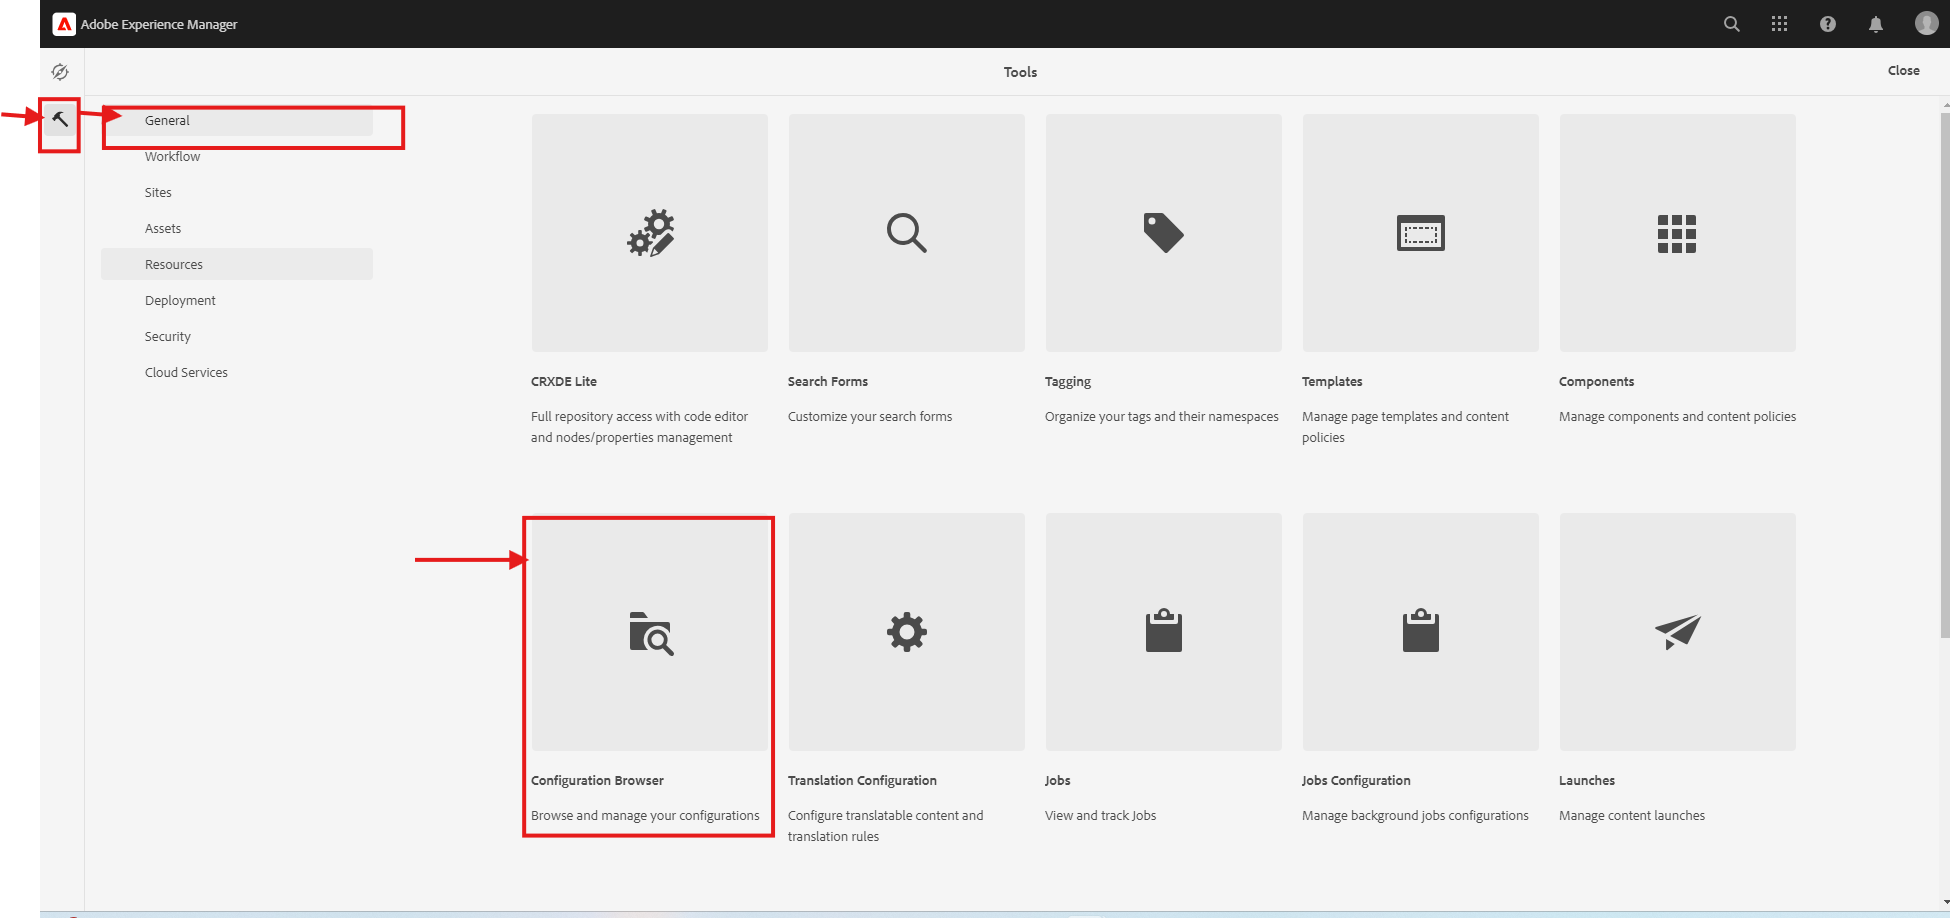 Adobe Experience Manager
Tools
Close
General
Workflow
Sites
Assets
Resources
Deployment
Security
Cloud Services
CRXDE Lite
Full repository access with code editor
and nodes/properties management
Search Forms
Customize your search forms
Tagging
Organize your tags and their namespaces
Templates
Manage page templates and content
policies
Components
Manage components and content policies
Configuration Browser
Browse and manage your configurations
Translation Configuration
Configure translatable content and
translation rules
Jobs
View and track Jobs
Jobs Configuration
Manage background jobs configurations
Launches
Manage content launches